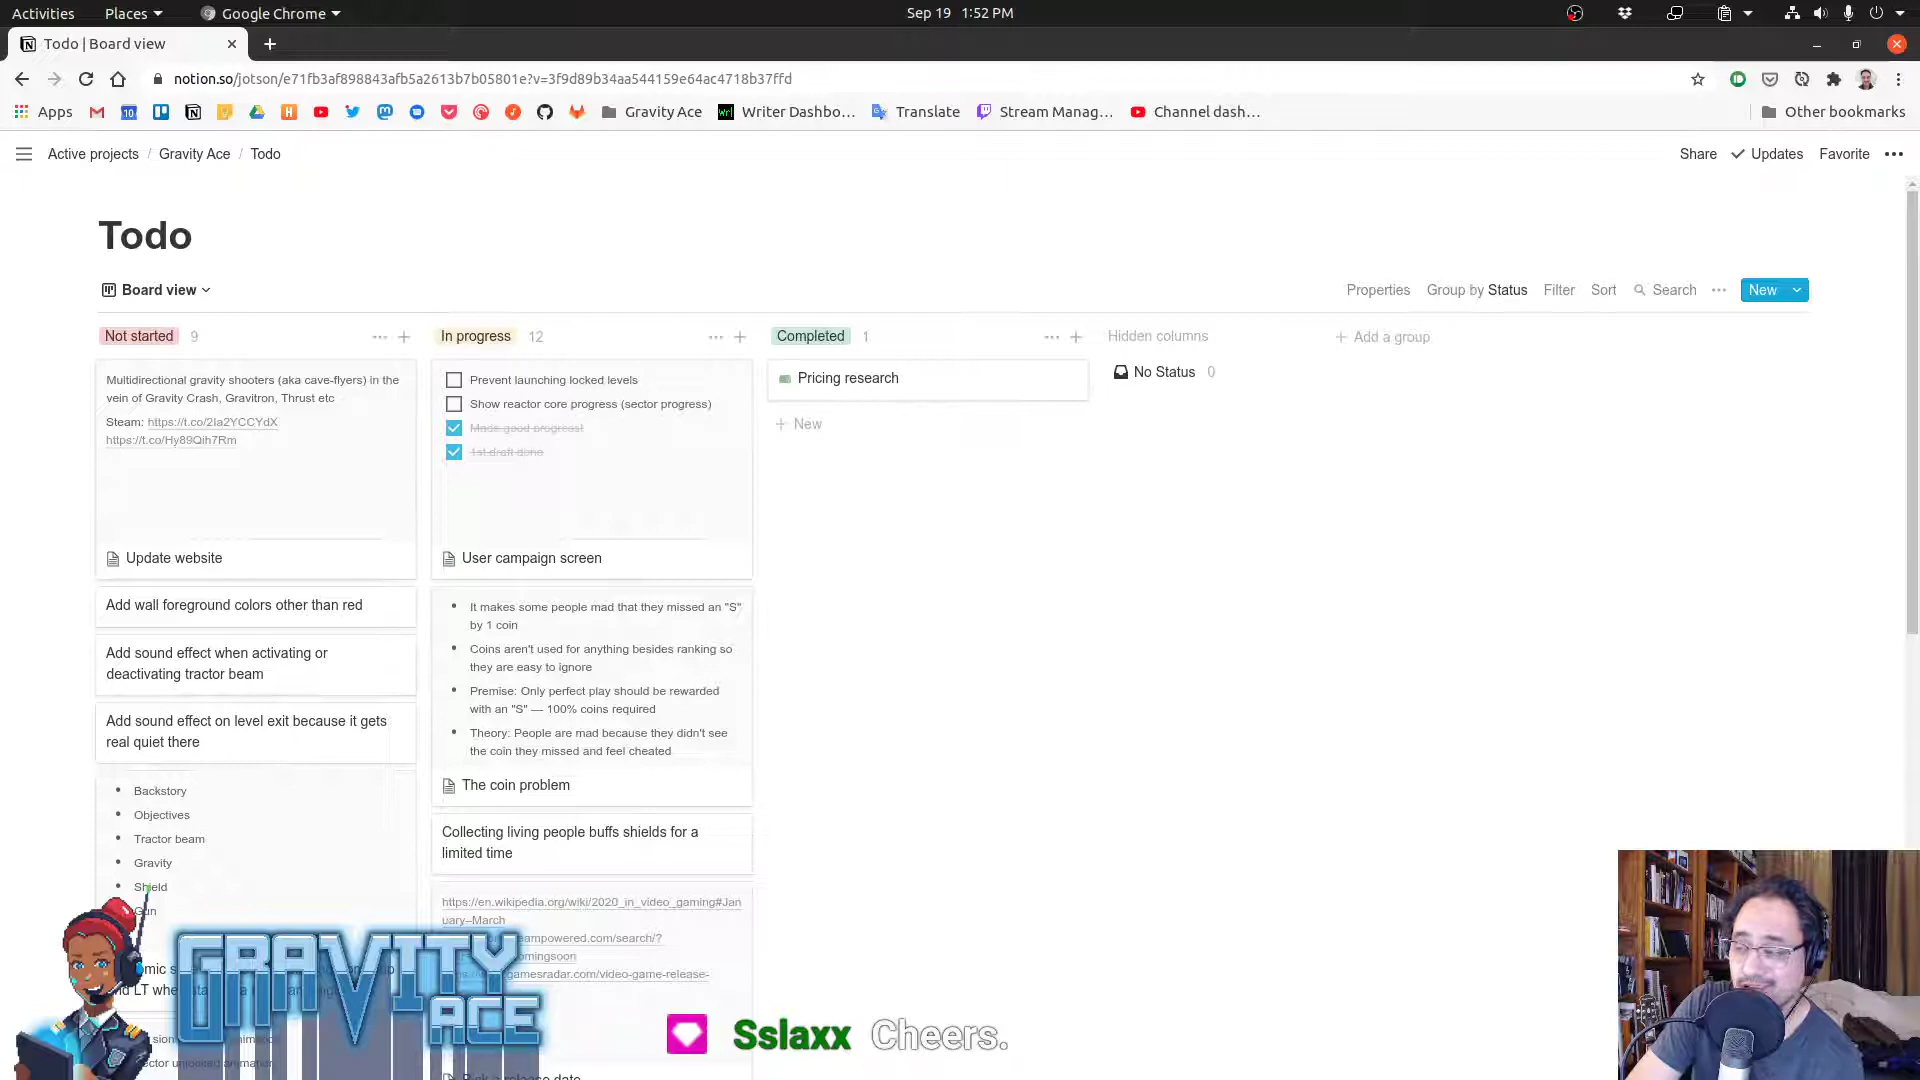 Activities Places Google Chrome Sep 19 1:52 PM
Todo | Board view
notion.so/jotson/e71fb3af898843afb5a2613b7b05801e?v=3f9d89b34aa544159e64ac4718b37ffd
Apps Gravity Ace Writer Dashbo... Translate Stream Manag... Channel dash... Other bookmarks
Active projects / Gravity Ace / Todo Share Updates Favorite
Todo
Board view Properties Group by Status Filter Sort Search New
Not started 9 In progress 12 Completed 1 Hidden columns Add a group
Multidirectional gravity shooters (aka cave-flyers) in the
vein of Gravity Crash, Gravitron, Thrust etc
Steam: https://t.co/2Ia2YCCYdX
https://t.co/Hy89Qih7Rm
Update website
Add wall foreground colors other than red
Add sound effect when activating or
deactivating tractor beam
Add sound effect on level exit because it gets
real quiet there
Backstory
Objectives
Tractor beam
Gravity
Shield
Gun
Prevent launching locked levels
Show reactor core progress (sector progress)
Made good progress!
1st draft done
User campaign screen
It makes some people mad that they missed an "S"
by 1 coin
Coins aren't used for anything besides ranking so
they are easy to ignore
Premise: Only perfect play should be rewarded
with an "S" — 100% coins required
Theory: People are mad because they didn't see
the coin they missed and feel cheated
The coin problem
Collecting living people buffs shields for a
limited time
https://en.wikipedia.org/wiki/2020_in_video_gaming#Jan
uary–March
Pricing research
New
No Status 0
GRAVITY
ACE
Sslaxx Cheers.